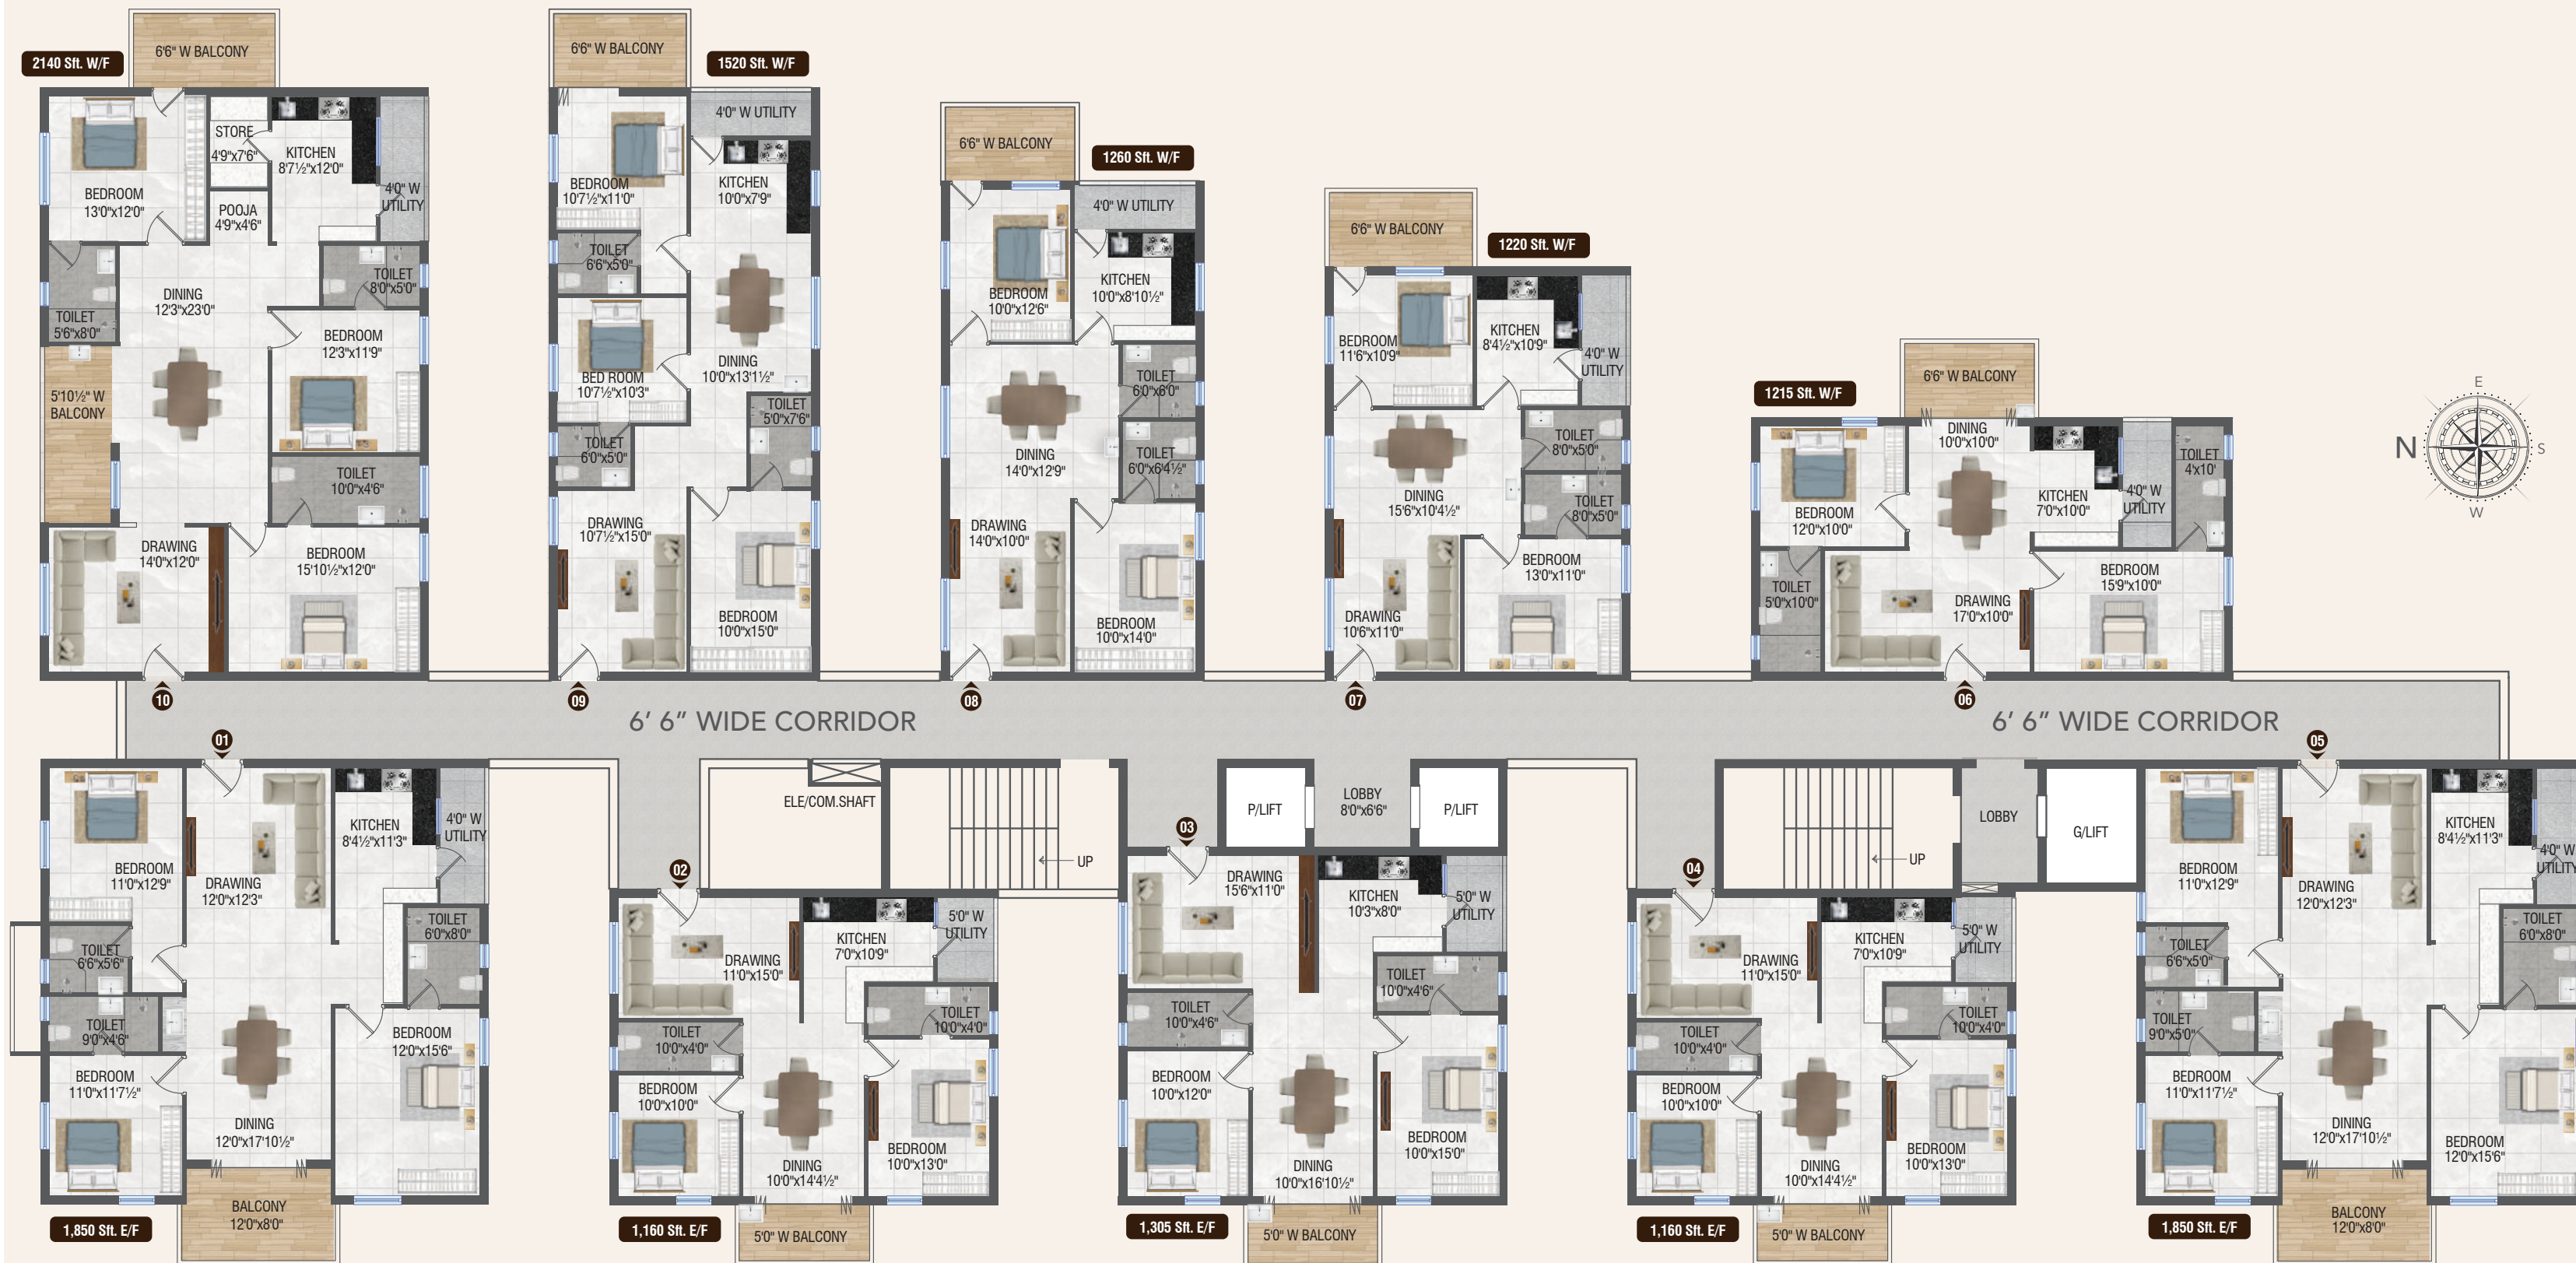 2140 Sft. W/F
6'6" W BALCONY
BEDROOM
13'0"x12'0"
STORE
4'9"x7'6"
KITCHEN
8'7½"x12'0"
4'0" W
UTILITY
POOJA
4'9"x4'6"
TOILET
5'6"x8'0"
DINING
12'3"x23'0"
TOILET
8'0"x5'0"
BEDROOM
12'3"x11'9"
5'10½" W
BALCONY
TOILET
10'0"x4'6"
DRAWING
14'0"x12'0"
BEDROOM
15'10½"x12'0"
10
6'6" W BALCONY
1520 Sft. W/F
4'0" W UTILITY
BEDROOM
10'7½"x11'0"
KITCHEN
10'0"x7'9"
TOILET
6'6"x5'0"
BED ROOM
10'7½"x10'3"
DINING
10'0"x13'1½"
TOILET
5'0"x7'6"
TOILET
6'0"x5'0"
DRAWING
10'7½"x15'0"
BEDROOM
10'0"x15'0"
09
6'6" W BALCONY
1260 Sft. W/F
4'0" W UTILITY
BEDROOM
10'0"x12'6"
KITCHEN
10'0"x8'10½"
TOILET
6'0"x6'0"
DINING
14'0"x12'9"
TOILET
6'0"x6'4½"
DRAWING
14'0"x10'0"
BEDROOM
10'0"x14'0"
08
6'6" W BALCONY
1220 Sft. W/F
BEDROOM
11'6"x10'9"
KITCHEN
8'4½"x10'9"
4'0" W
UTILITY
TOILET
8'0"x5'0"
DINING
15'6"x10'4½"
TOILET
8'0"x5'0"
BEDROOM
13'0"x11'0"
DRAWING
10'6"x11'0"
07
1215 Sft. W/F
6'6" W BALCONY
DINING
10'0"x10'0"
BEDROOM
12'0"x10'0"
KITCHEN
7'0"x10'0"
4'0" W
UTILITY
TOILET
4'x10'
TOILET
5'0"x10'0"
DRAWING
17'0"x10'0"
BEDROOM
15'9"x10'0"
06
E
N
S
W
6' 6” WIDE CORRIDOR
6' 6” WIDE CORRIDOR
01
BEDROOM
11'0"x12'9"
DRAWING
12'0"x12'3"
KITCHEN
8'4½"x11'3"
4'0" W
UTILITY
TOILET
6'0"x8'0"
TOILET
6'6"x5'6"
TOILET
9'0"x4'6"
BEDROOM
11'0"x11'7½"
BEDROOM
12'0"x15'6"
DINING
12'0"x17'10½"
BALCONY
12'0"x8'0"
1,850 Sft. E/F
ELE/COM.SHAFT
UP
02
DRAWING
11'0"x15'0"
KITCHEN
7'0"x10'9"
5'0" W
UTILITY
TOILET
10'0"x4'0"
TOILET
10'0"x4'0"
BEDROOM
10'0"x10'0"
DINING
10'0"x14'4½"
BEDROOM
10'0"x13'0"
1,160 Sft. E/F
5'0" W BALCONY
P/LIFT
LOBBY
8'0"x6'6"
P/LIFT
03
DRAWING
15'6"x11'0"
KITCHEN
10'3"x8'0"
5'0" W
UTILITY
TOILET
10'0"x4'6"
TOILET
10'0"x4'6"
BEDROOM
10'0"x12'0"
DINING
10'0"x16'10½"
BEDROOM
10'0"x15'0"
1,305 Sft. E/F
5'0" W BALCONY
04
UP
LOBBY
G/LIFT
DRAWING
11'0"x15'0"
KITCHEN
7'0"x10'9"
5'0" W
UTILITY
TOILET
10'0"x4'0"
TOILET
10'0"x4'0"
BEDROOM
10'0"x10'0"
DINING
10'0"x14'4½"
BEDROOM
10'0"x13'0"
1,160 Sft. E/F
5'0" W BALCONY
05
BEDROOM
11'0"x12'9"
DRAWING
12'0"x12'3"
KITCHEN
8'4½"x11'3"
4'0" W
UTILITY
TOILET
6'0"x8'0"
TOILET
6'6"x5'0"
TOILET
9'0"x5'0"
BEDROOM
11'0"x11'7½"
DINING
12'0"x17'10½"
BEDROOM
12'0"x15'6"
1,850 Sft. E/F
BALCONY
12'0"x8'0"